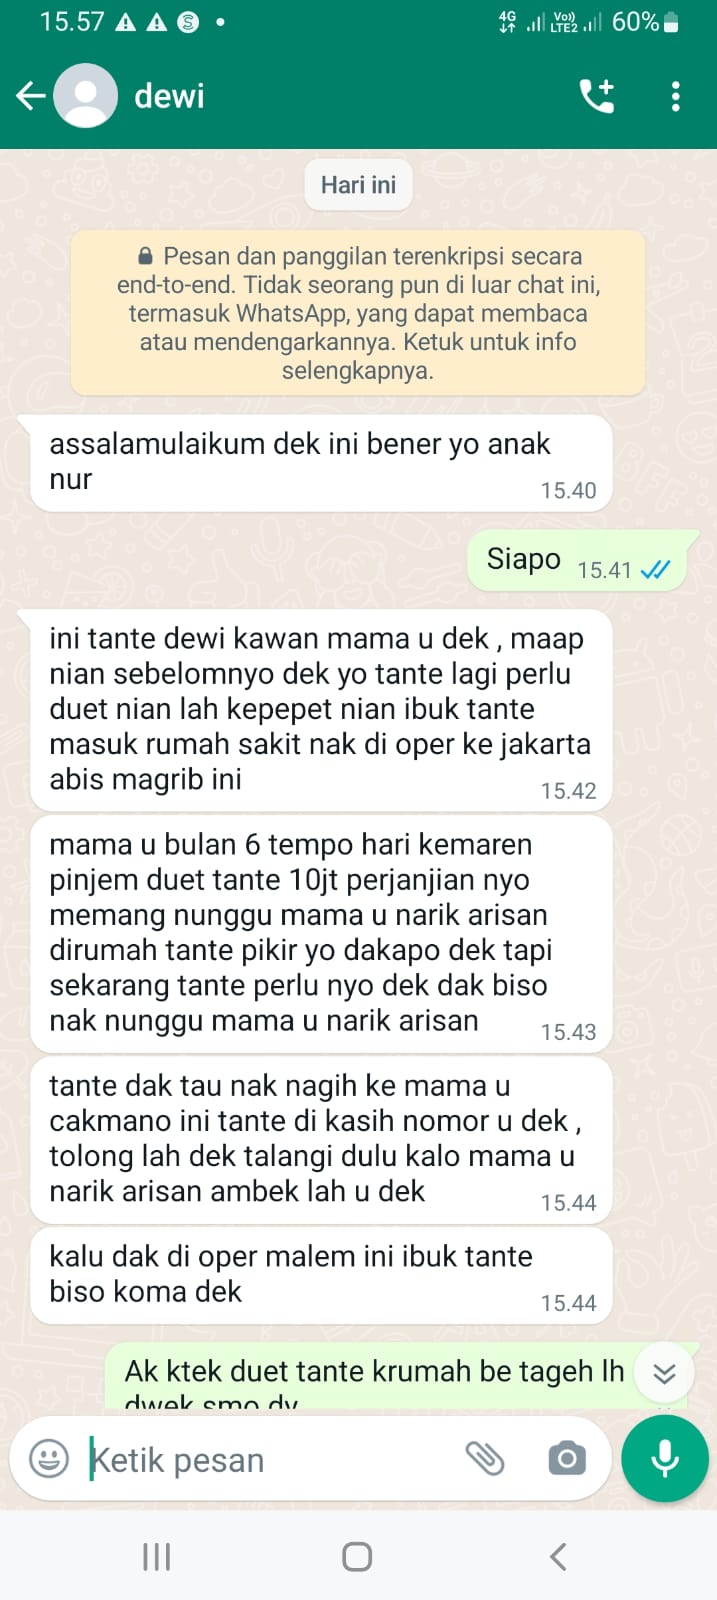 15.57
4G
Vo))
LTE2
60%
dewi
Hari ini
Pesan dan panggilan terenkripsi secara
end-to-end. Tidak seorang pun di luar chat ini,
termasuk WhatsApp, yang dapat membaca
atau mendengarkannya. Ketuk untuk info
selengkapnya.
assalamulaikum dek ini bener yo anak
nur
15.40
Siapo
15.41
ini tante dewi kawan mama u dek , maap
nian sebelomnyo dek yo tante lagi perlu
duet nian lah kepepet nian ibuk tante
masuk rumah sakit nak di oper ke jakarta
abis magrib ini
15.42
mama u bulan 6 tempo hari kemaren
pinjem duet tante 10jt perjanjian nyo
memang nunggu mama u narik arisan
dirumah tante pikir yo dakapo dek tapi
sekarang tante perlu nyo dek dak biso
nak nunggu mama u narik arisan
15.43
tante dak tau nak nagih ke mama u
cakmano ini tante di kasih nomor u dek ,
tolong lah dek talangi dulu kalo mama u
narik arisan ambek lah u dek
15.44
kalu dak di oper malem ini ibuk tante
biso koma dek
15.44
Ak ktek duet tante krumah be tageh lh
dwek smo dy
Ketik pesan